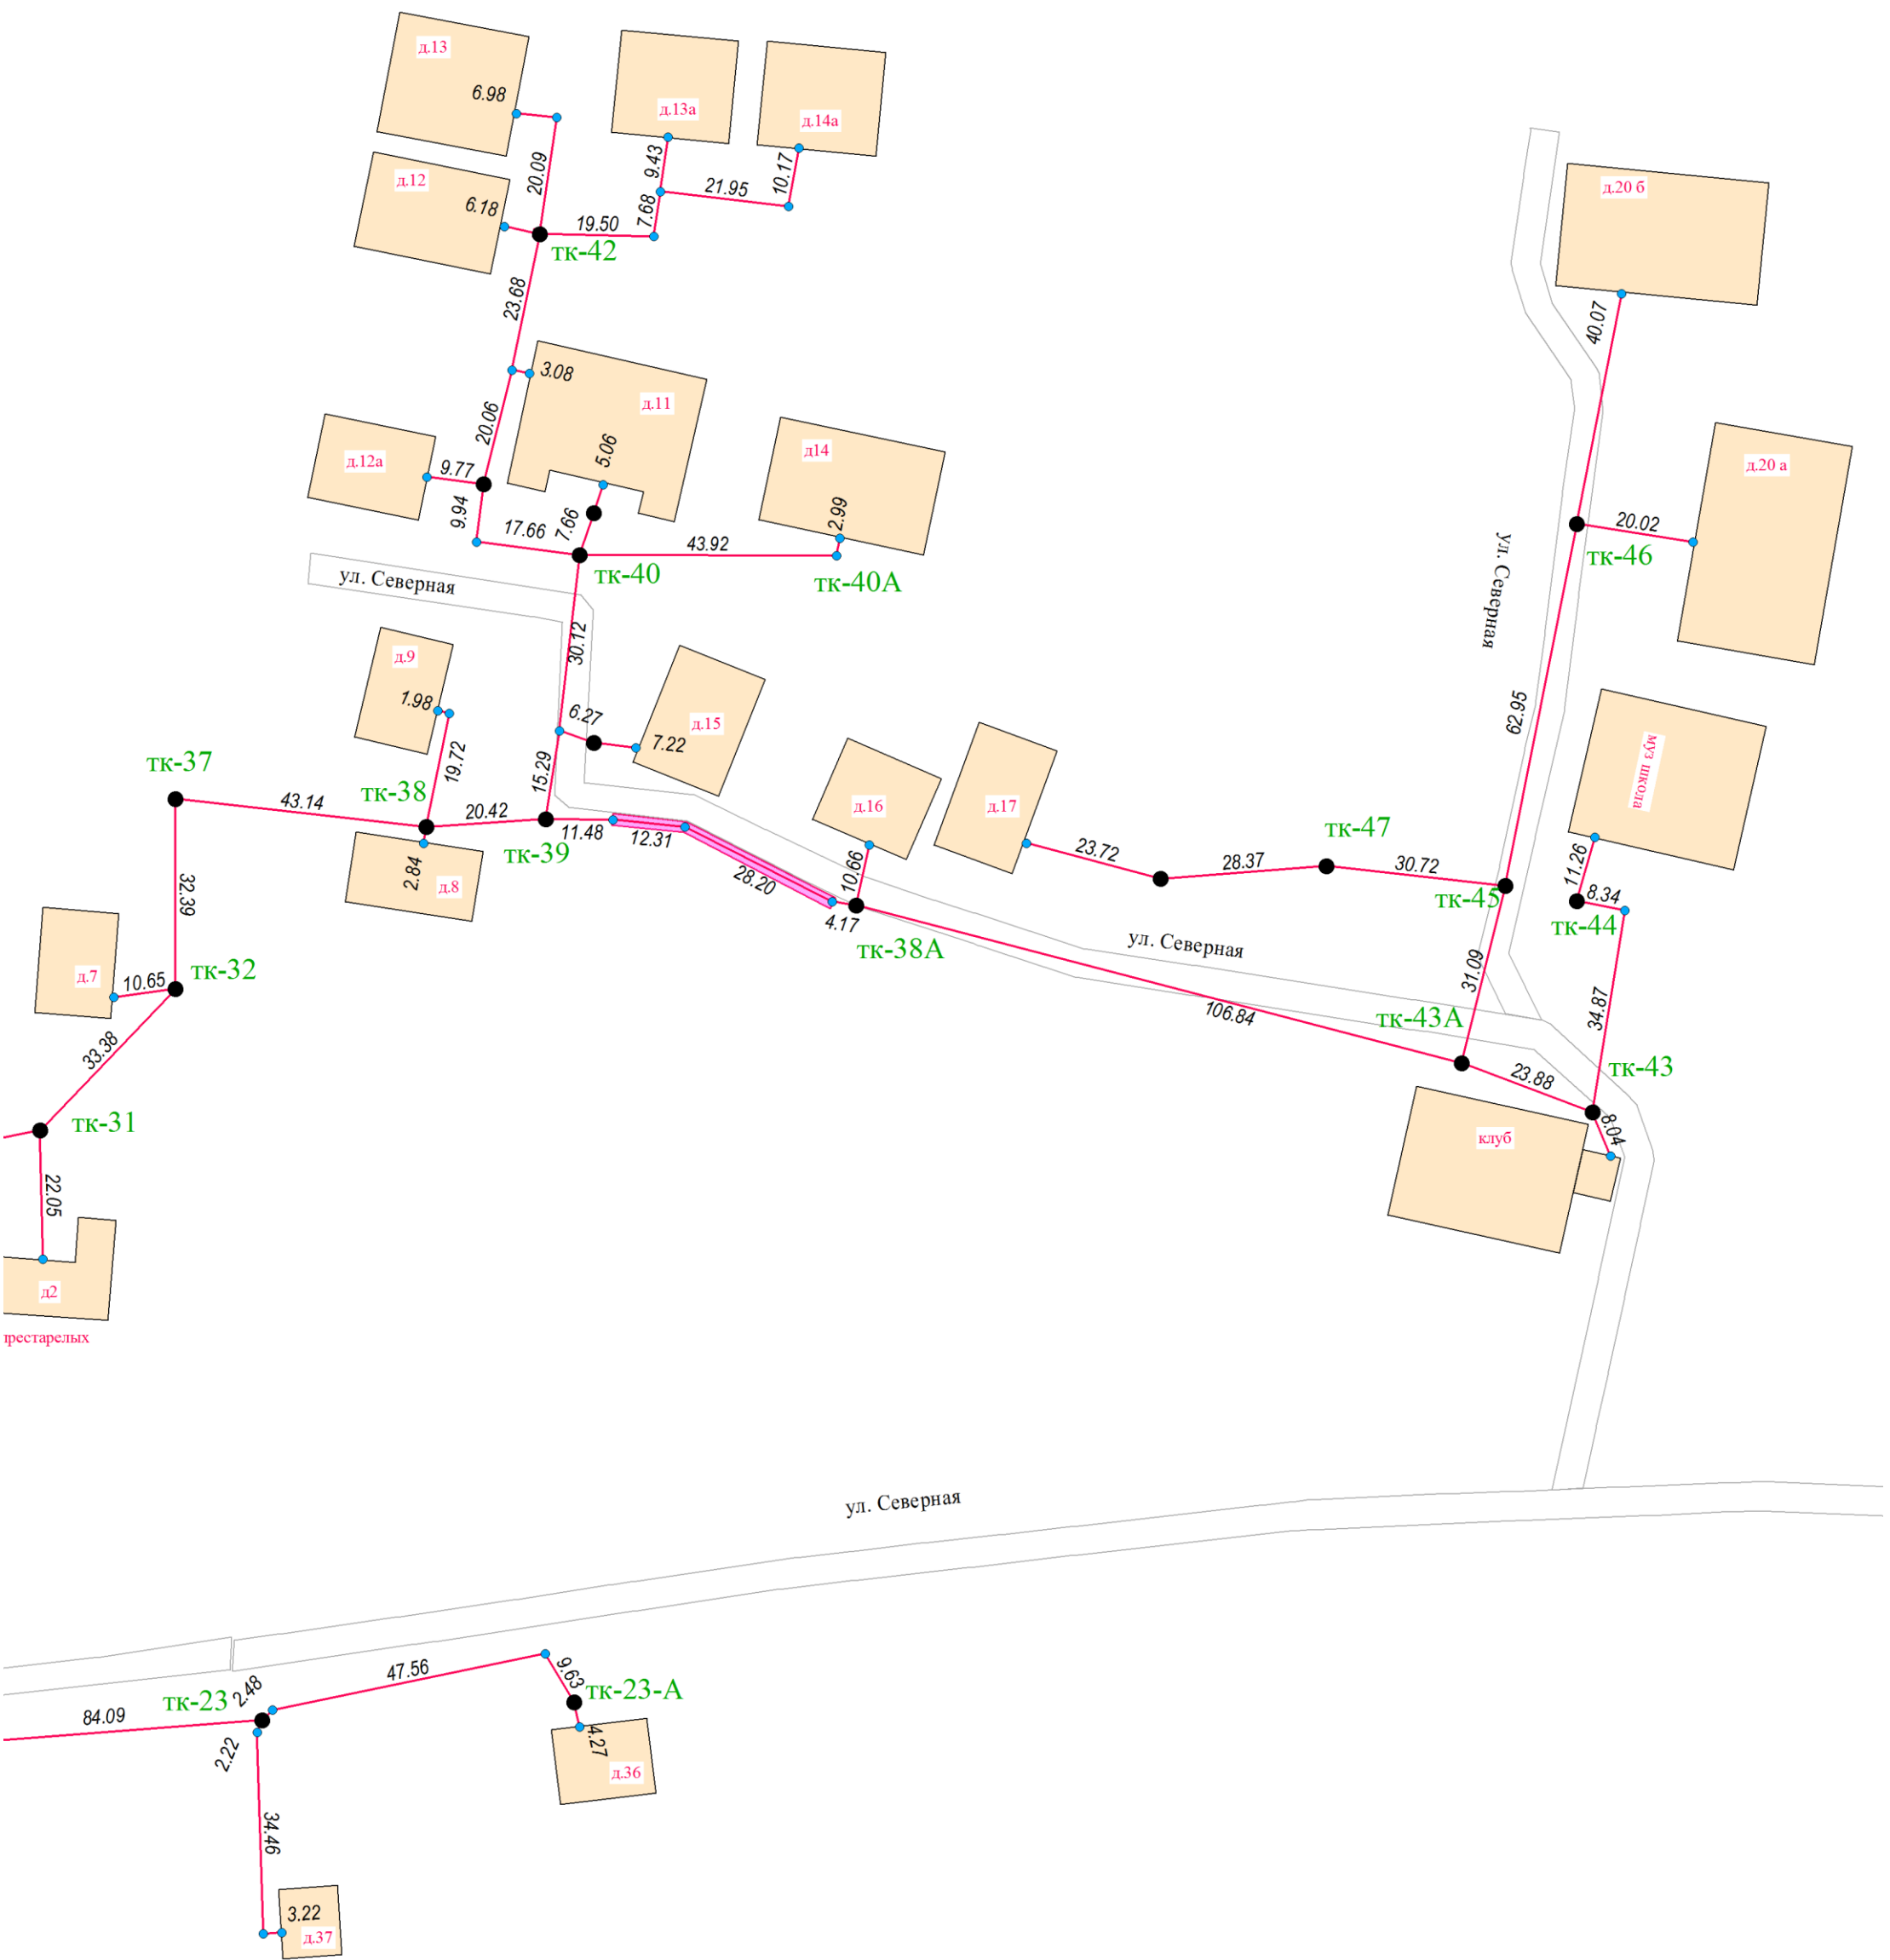 д.13
6.98
д.13а
д.14а
20.09
9.43
10.17
д.12
6.18
21.95
7.68
19.50
тк-42
д.20 б
23.68
40.07
3.08
д.11
20.06
5.06
д14
д.12а
9.77
9.94
17.66
7.66
2.99
43.92
д.20 а
20.02
тк-46
тк-40
тк-40А
ул. Северная
ул. Северная
30.12
д.9
1.98
6.27
д.15
7.22
62.95
муз школа
тк-37
19.72
15.29
43.14
тк-38
20.42
тк-39
11.48
12.31
28.20
2.84
д.8
д.16
10.66
4.17
тк-38А
д.17
23.72
28.37
тк-47
30.72
тк-45
11.26
8.34
тк-44
32.39
д.7
10.65
тк-32
ул. Северная
31.09
34.87
106.84
тк-43А
33.38
23.88
тк-43
8.04
клуб
тк-31
22.05
д2
престарелых
ул. Северная
47.56
9.63
тк-23-А
2.48
тк-23
84.09
2.22
4.27
д.36
34.46
3.22
д.37